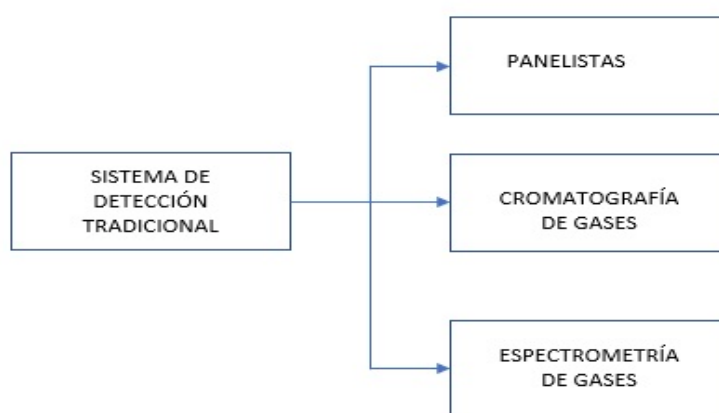 SISTEMA DE
DETECCIÓN
TRADICIONAL
PANELISTAS
CROMATOGRAFÍA
DE GASES
ESPECTROMETRÍA
DE GASES